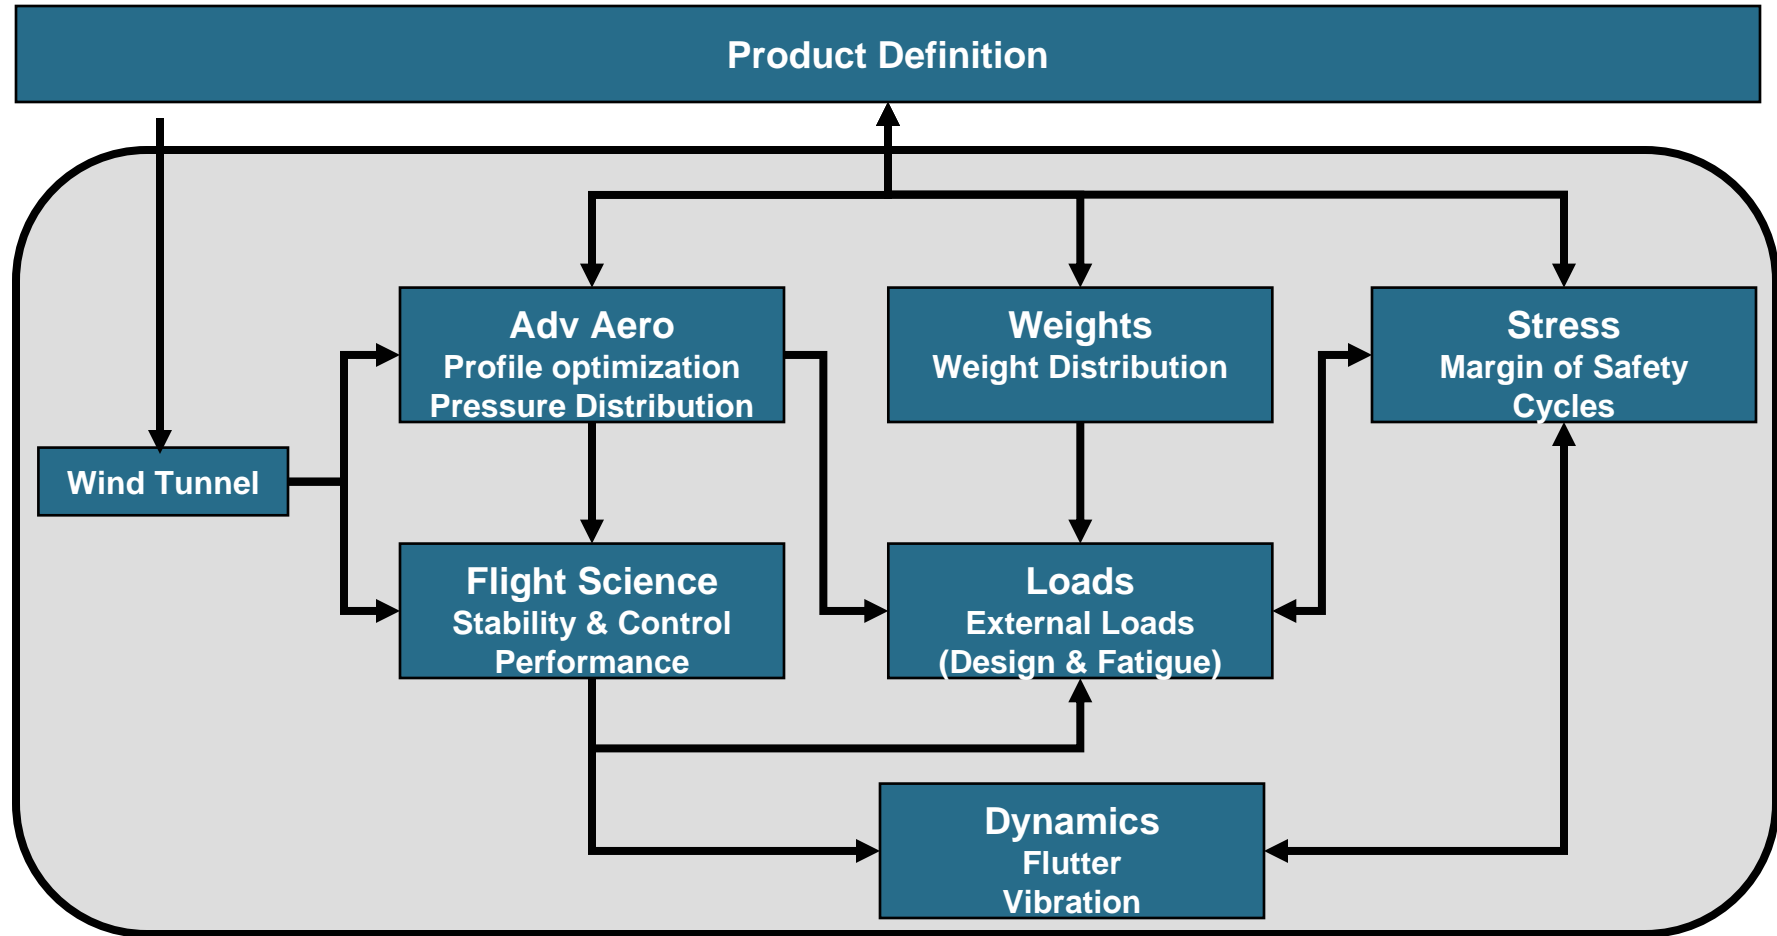 Product Definition
Adv Aero
Profile optimization
Pressure Distribution
Weights
Weight Distribution
Stress
Margin of Safety
Cycles
Wind Tunnel
Flight Science
Stability & Control
Performance
Loads
External Loads
(Design & Fatigue)
Dynamics
Flutter
Vibration